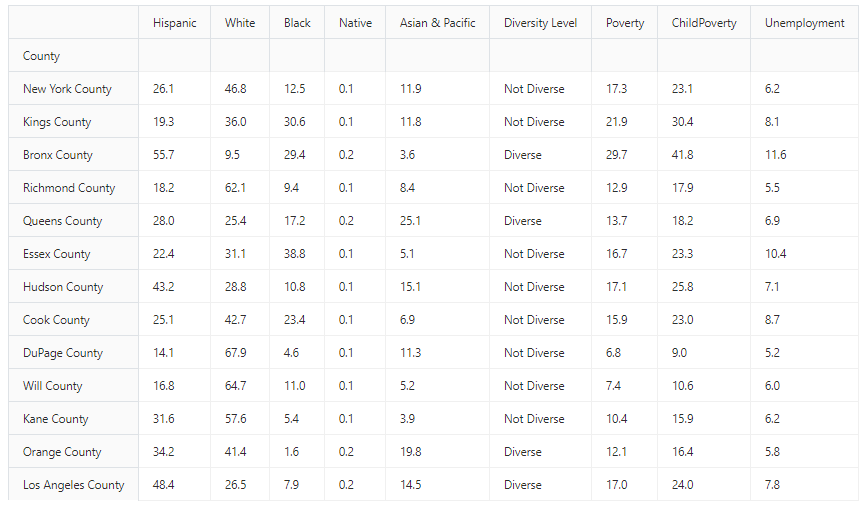 Hispanic White Black Native Asian & Pacific Diversity Level Poverty ChildPoverty Unemployment
County
New York County 26.1 46.8 12.5 0.1 11.9 Not Diverse 17.3 23.1 6.2
Kings County 19.3 36.0 30.6 0.1 11.8 Not Diverse 21.9 30.4 8.1
Bronx County 55.7 9.5 29.4 0.2 3.6 Diverse 29.7 41.8 11.6
Richmond County 18.2 62.1 9.4 0.1 8.4 Not Diverse 12.9 17.9 5.5
Queens County 28.0 25.4 17.2 0.2 25.1 Diverse 13.7 18.2 6.9
Essex County 22.4 31.1 38.8 0.1 5.1 Not Diverse 16.7 23.3 10.4
Hudson County 43.2 28.8 10.8 0.1 15.1 Not Diverse 17.1 25.8 7.1
Cook County 25.1 42.7 23.4 0.1 6.9 Not Diverse 15.9 23.0 8.7
DuPage County 14.1 67.9 4.6 0.1 11.3 Not Diverse 6.8 9.0 5.2
Will County 16.8 64.7 11.0 0.1 5.2 Not Diverse 7.4 10.6 6.0
Kane County 31.6 57.6 5.4 0.1 3.9 Not Diverse 10.4 15.9 6.2
Orange County 34.2 41.4 1.6 0.2 19.8 Diverse 12.1 16.4 5.8
Los Angeles County 48.4 26.5 7.9 0.2 14.5 Diverse 17.0 24.0 7.8